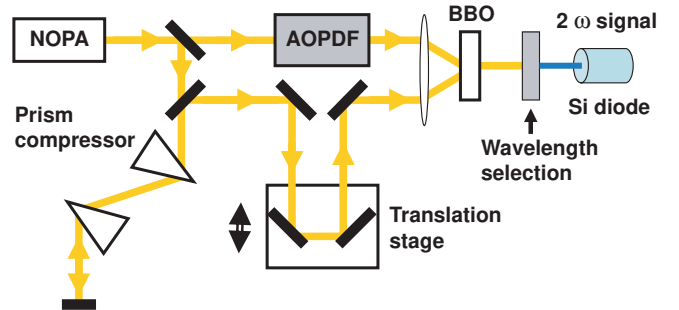 BBO
2 ω signal
NOPA
AOPDF
Si diode
Prism
compressor
Wavelength
selection
Translation
stage